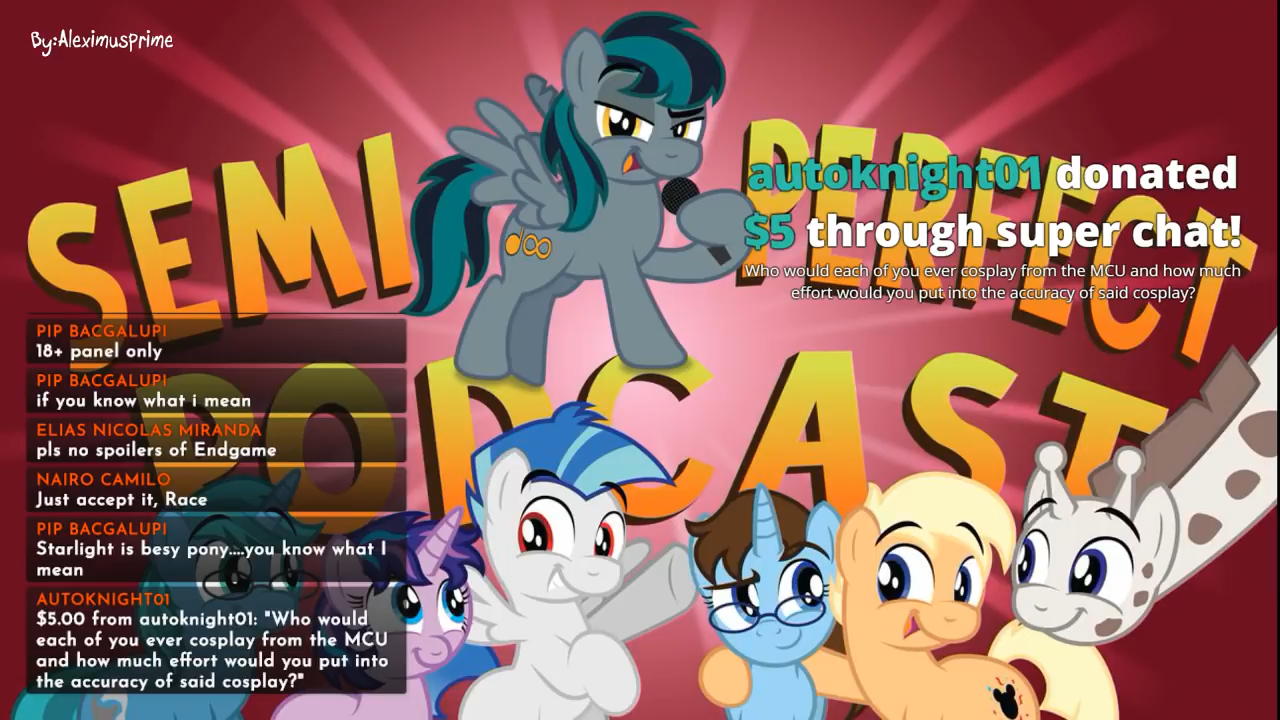 By:Aleximusprime
SEMI PERFECT
PODCAST
autoknight01 donated
$5 through super chat!
Who would each of you ever cosplay from the MCU and how much
effort would you put into the accuracy of said cosplay?
PIP BACGALUPI
18+ panel only
PIP BACGALUPI
if you know what i mean
ELIAS NICOLAS MIRANDA
pls no spoilers of Endgame
NAIRO CAMILO
Just accept it, Race
PIP BACGALUPI
Starlight is besy pony....you know what I
mean
AUTOKNIGHT01
$5.00 from autoknight01: "Who would
each of you ever cosplay from the MCU
and how much effort would you put into
the accuracy of said cosplay?"